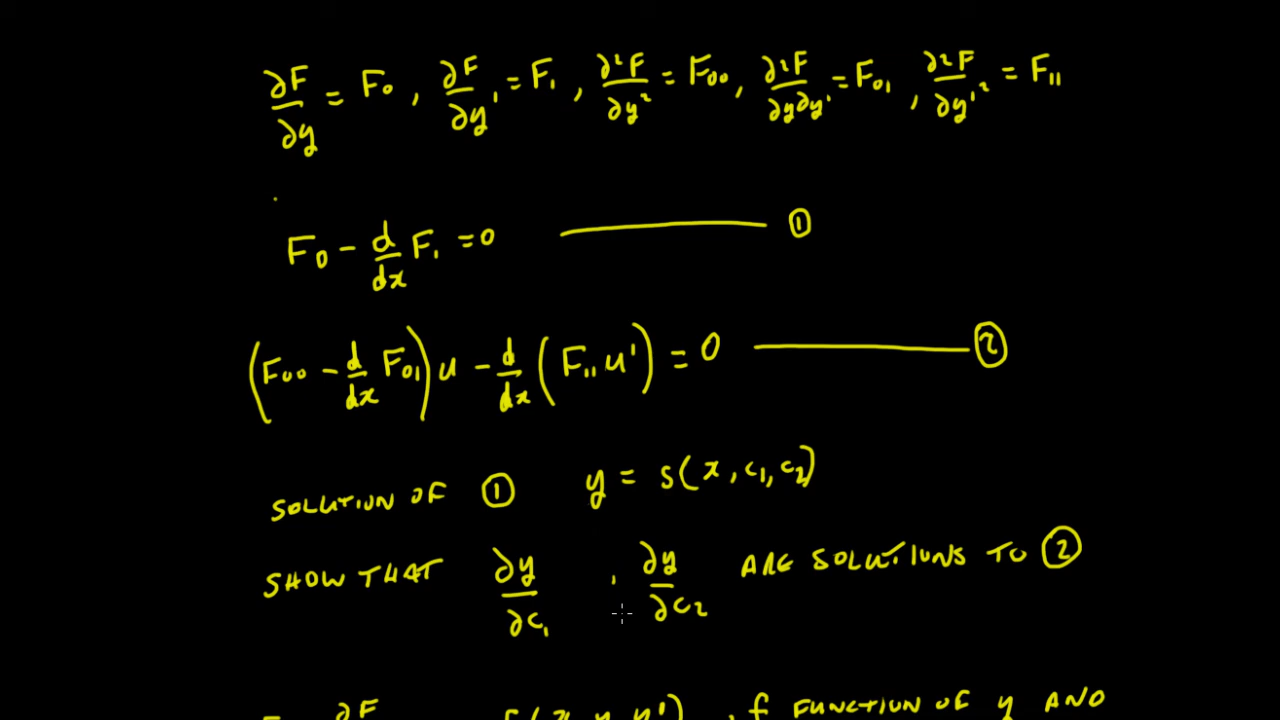 ∂F/∂y = F₀ , ∂F/∂y' = F₁ , ∂²F/∂y² = F₀₀ , ∂²F/∂y∂y' = F₀₁ , ∂²F/∂y'² = F₁₁
F₀ - d/dx F₁ = 0 ——— ①
(F₀₀ - d/dx F₀₁) u - d/dx (F₁₁ u') = 0 ——— ②
SOLUTION OF ① y = s(x, c₁, c₂)
SHOW THAT ∂y/∂c₁ , ∂y/∂c₂ ARE SOLUTIONS TO ②
∂F (x, y, y') , f FUNCTION OF y AND